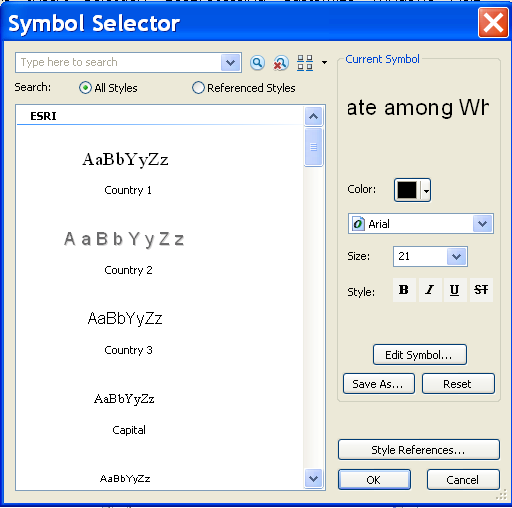 Symbol Selector
Type here to search
Search: All Styles Referenced Styles
ESRI
AaBbYyZz
Country 1
AaBbYyZz
Country 2
AaBbYyZz
Country 3
AaBbYyZz
Capital
AaBbYyZz
Current Symbol
ate among Wh
Color:
Arial
Size: 21
Style: B I U ST
Edit Symbol...
Save As... Reset
Style References...
OK Cancel